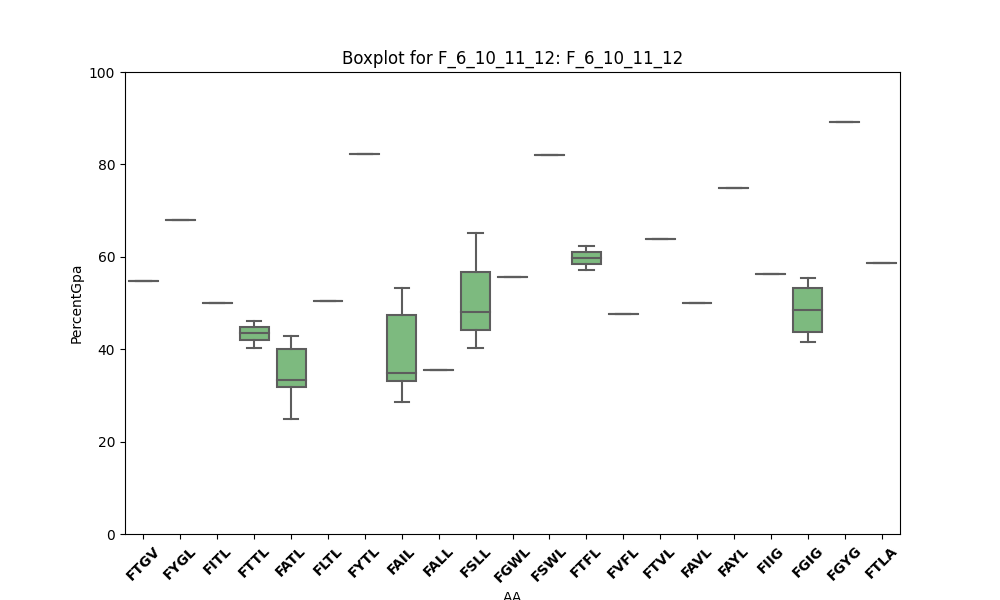 Boxplot for F_6_10_11_12: F_6_10_11_12
100
80
60
40
20
0
PercentGpa
FTGV FYGL FITL FTTL FATL FLTL FYTL FAIL FALL FSLL FGWL FSWL FTFL FVFL FTVL FAVL FAYL FIIG FGIG FGYG FTLA
AA